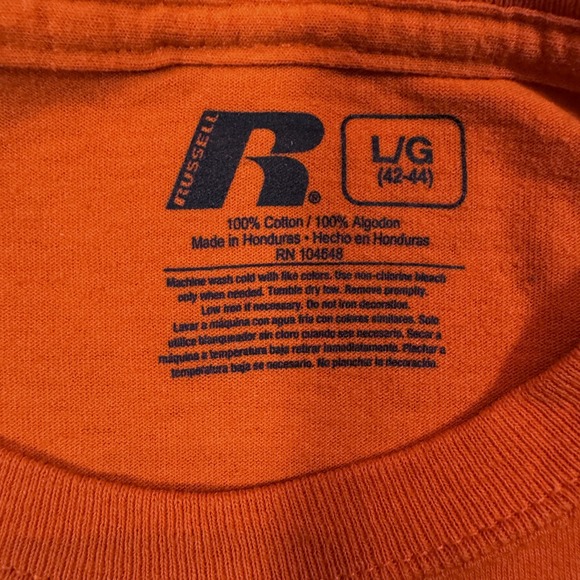 RUSSELL
R®
L/G
(42-44)
100% Cotton / 100% Algodon
Made in Honduras • Hecho en Honduras
RN 104648
Machine wash cold with like colors. Use non-chlorine bleach
only when needed. Tumble dry low. Remove promptly.
Low iron if necessary. Do not iron decoration.
Lavar a máquina con agua fria con colores similares. Solo
utilice blanqueador sin cloro cuando sea necesario. Secar a
máquina a temperatura baja retirar inmediatamente. Planchar a
temperatura baja se necesario. No planchar la decoración.